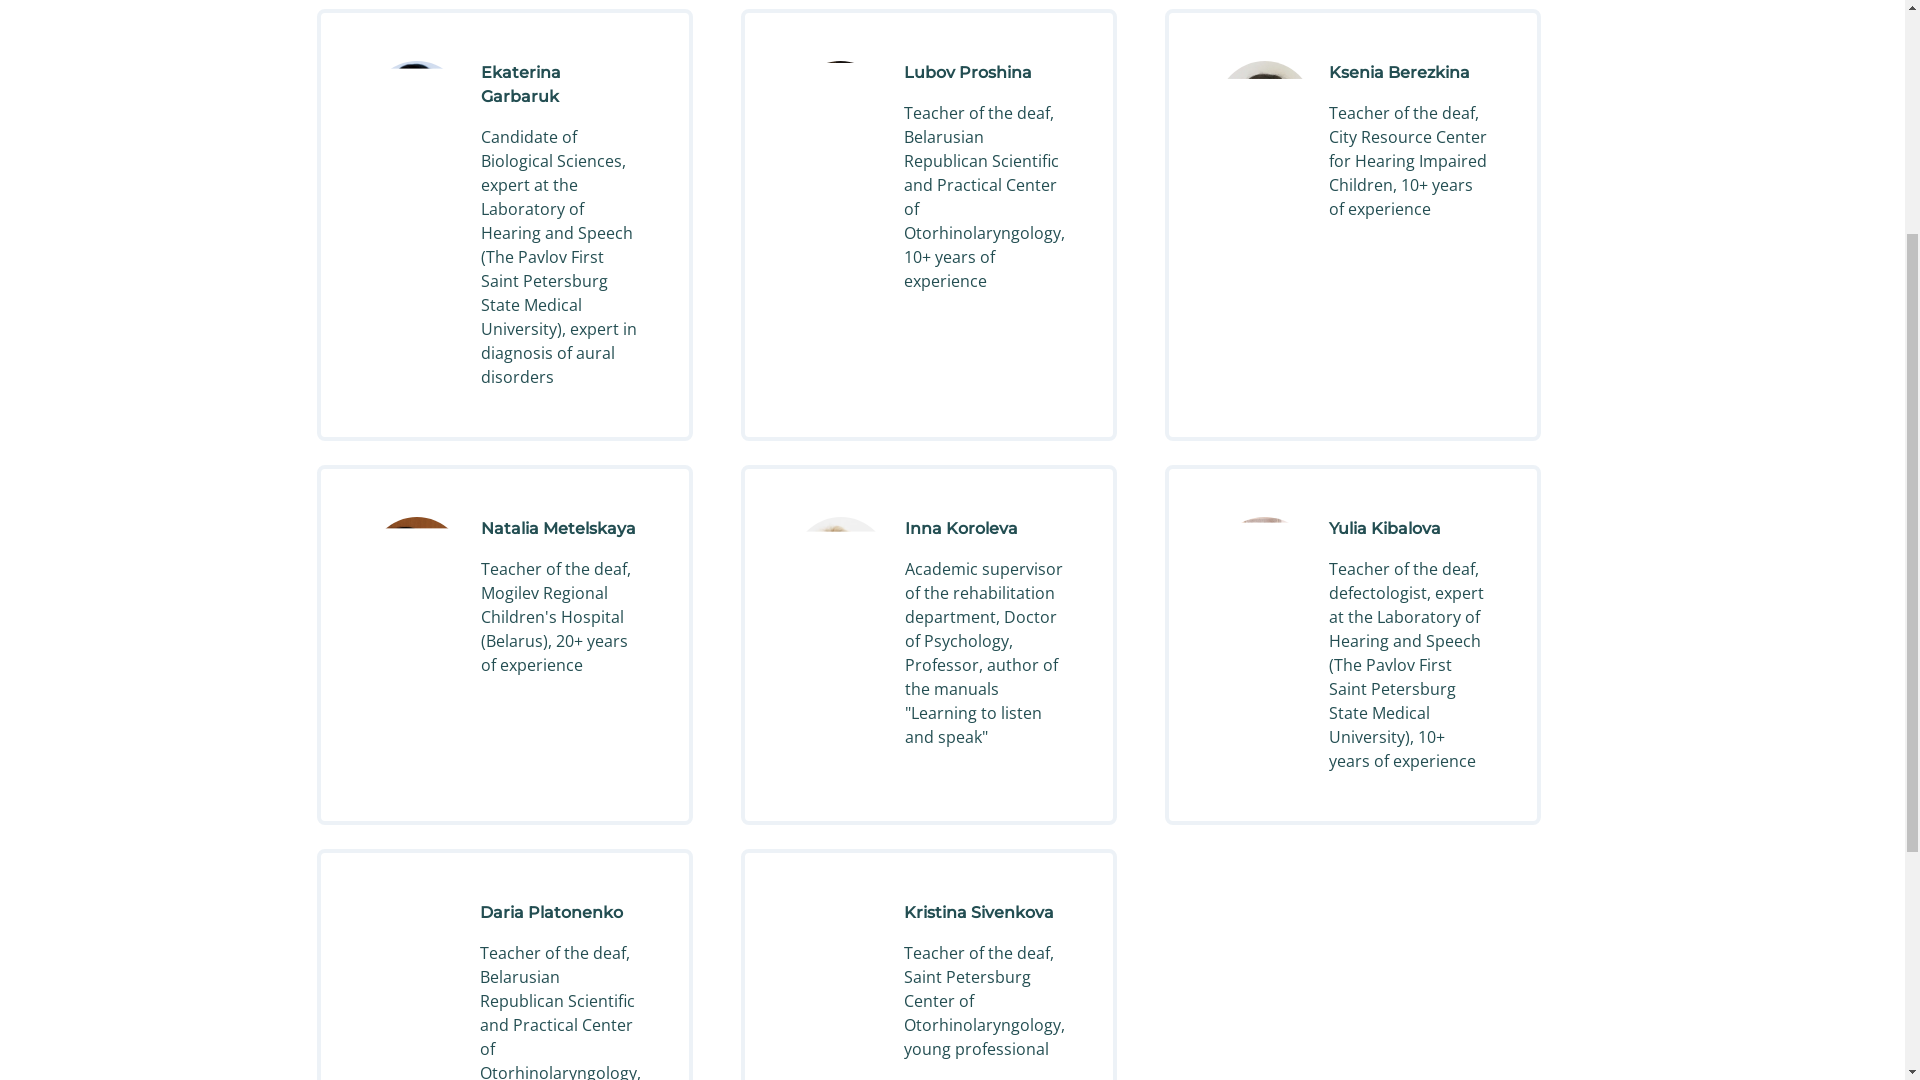 Ekaterina
Garbaruk
Candidate of
Biological Sciences,
expert at the
Laboratory of
Hearing and Speech
(The Pavlov First
Saint Petersburg
State Medical
University), expert in
diagnosis of aural
disorders
Lubov Proshina
Teacher of the deaf,
Belarusian
Republican Scientific
and Practical Center
of
Otorhinolaryngology,
10+ years of
experience
Ksenia Berezkina
Teacher of the deaf,
City Resource Center
for Hearing Impaired
Children, 10+ years
of experience
Natalia Metelskaya
Teacher of the deaf,
Mogilev Regional
Children's Hospital
(Belarus), 20+ years
of experience
Inna Koroleva
Academic supervisor
of the rehabilitation
department, Doctor
of Psychology,
Professor, author of
the manuals
"Learning to listen
and speak"
Yulia Kibalova
Teacher of the deaf,
defectologist, expert
at the Laboratory of
Hearing and Speech
(The Pavlov First
Saint Petersburg
State Medical
University), 10+
years of experience
Daria Platonenko
Teacher of the deaf,
Belarusian
Republican Scientific
and Practical Center
of
Otorhinolaryngology,
Kristina Sivenkova
Teacher of the deaf,
Saint Petersburg
Center of
Otorhinolaryngology,
young professional